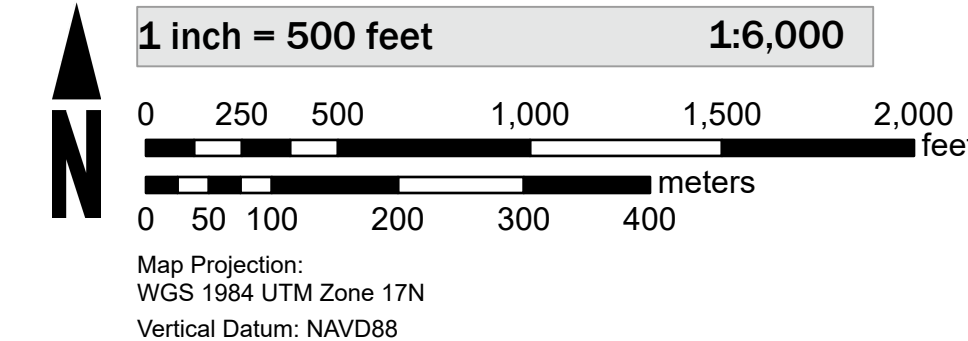 1 inch = 500 feet 1:6,000
0 250 500 1,000 1,500 2,000
feet
meters
0 50 100 200 300 400
N
Map Projection:
WGS 1984 UTM Zone 17N
Vertical Datum: NAVD88